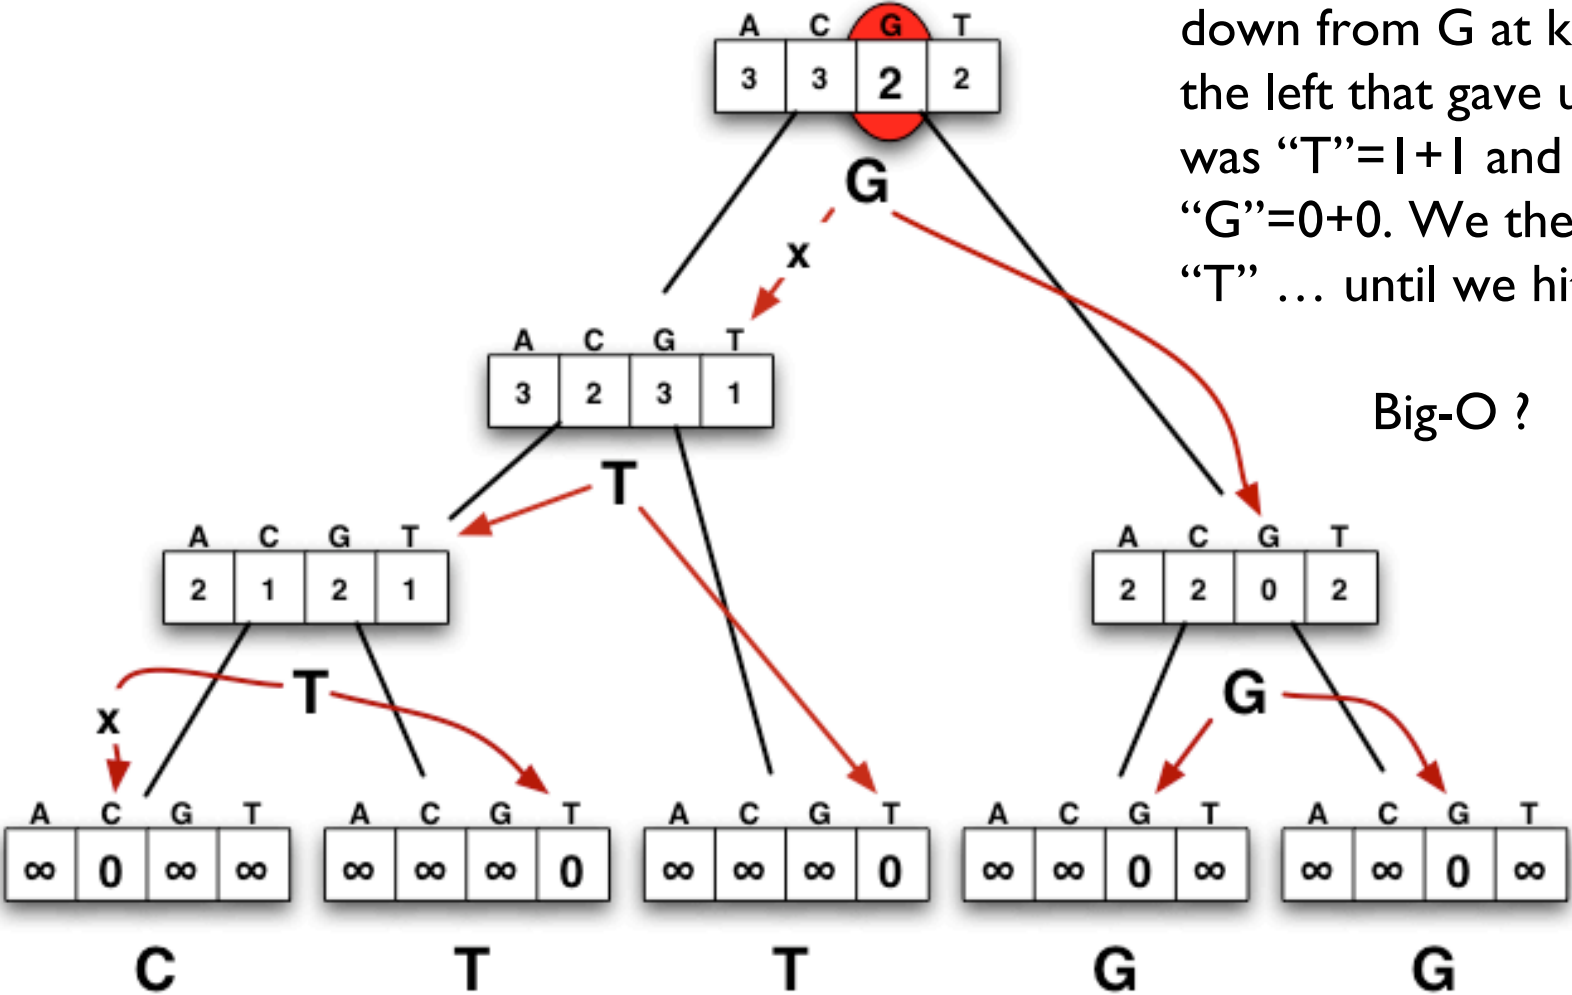 A C G T
3 3 2 2
down from G at k
the left that gave u
was “T”=1+1 and
“G”=0+0. We the
“T” … until we hi
G
x
A C G T
3 2 3 1
Big-O ?
T
A C G T
2 1 2 1
A C G T
2 2 0 2
T
G
x
A C G T
∞ 0 ∞ ∞
A C G T
∞ ∞ ∞ 0
A C G T
∞ ∞ ∞ 0
A C G T
∞ ∞ 0 ∞
A C G T
∞ ∞ 0 ∞
C T T G G